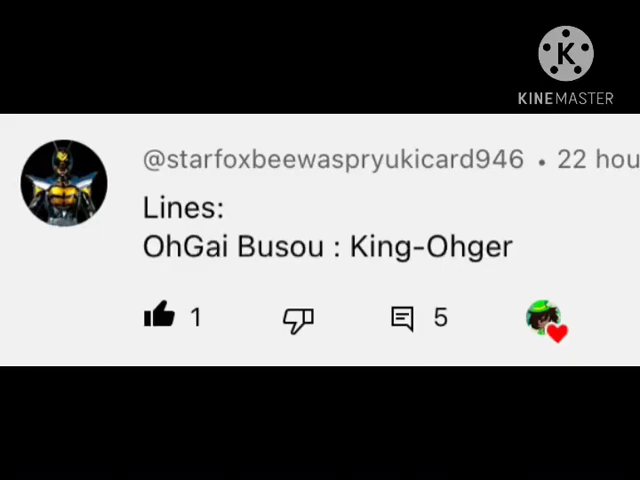 K
KINEMASTER
@starfoxbeewaspryukicard946 • 22 hou
Lines:
OhGai Busou : King-Ohger
1
5